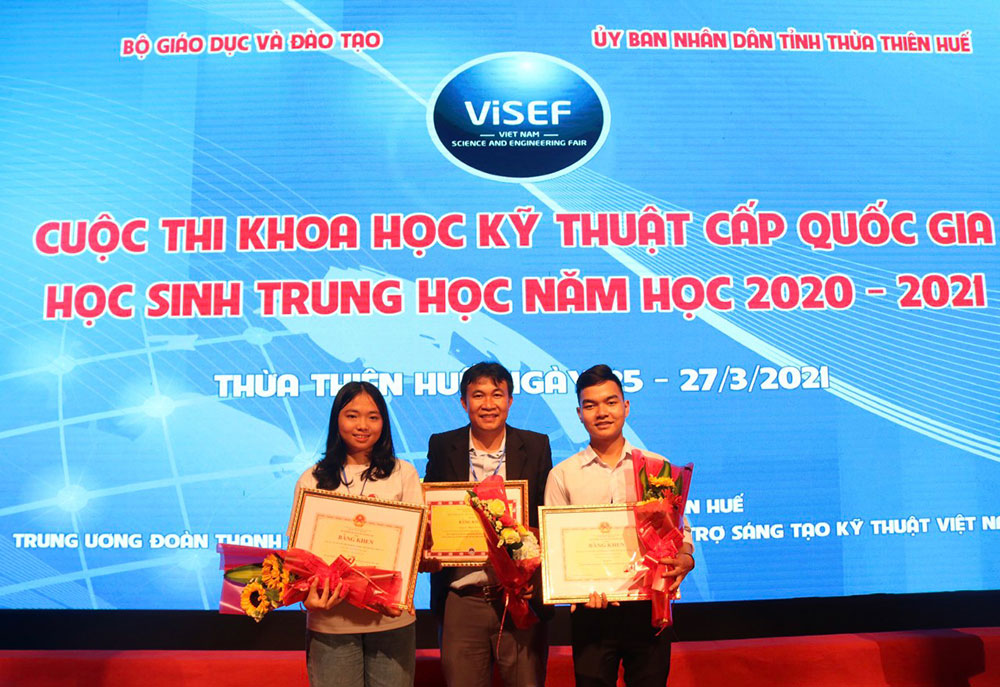 BỘ GIÁO DỤC VÀ ĐÀO TẠO
ỦY BAN NHÂN DÂN TỈNH THỪA THIÊN HUẾ
ViSEF
VIET NAM
SCIENCE AND ENGINEERING FAIR
CUỘC THI KHOA HỌC KỸ THUẬT CẤP QUỐC GIA
HỌC SINH TRUNG HỌC NĂM HỌC 2020 - 2021
THỪA THIÊN HUẾ NGÀY 25 - 27/3/2021
HUẾ
TRUNG ƯƠNG ĐOÀN THANH
TRỢ SÁNG TẠO KỸ THUẬT VIỆT
BẰNG KHEN
BẰNG
BẰNG KHEN